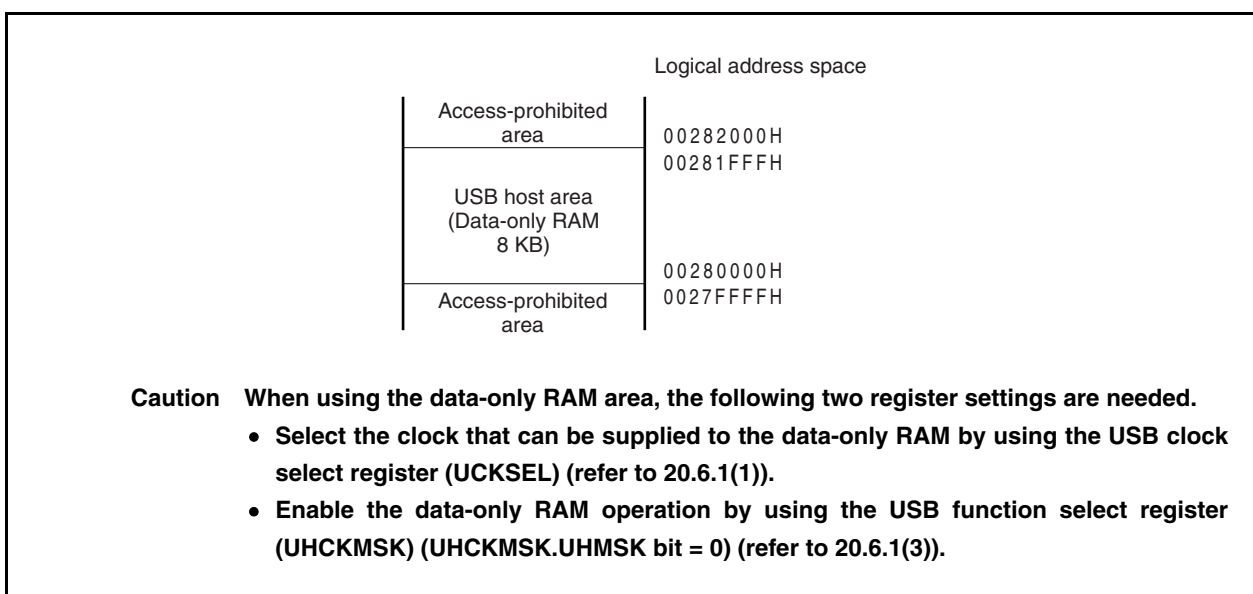 Logical address space
Access-prohibited
area
00282000H
00281FFFH
USB host area
(Data-only RAM
8 KB)
00280000H
0027FFFFH
Access-prohibited
area
Caution When using the data-only RAM area, the following two register settings are needed.
• Select the clock that can be supplied to the data-only RAM by using the USB clock
select register (UCKSEL) (refer to 20.6.1(1)).
• Enable the data-only RAM operation by using the USB function select register
(UHCKMSK) (UHCKMSK.UHMSK bit = 0) (refer to 20.6.1(3)).